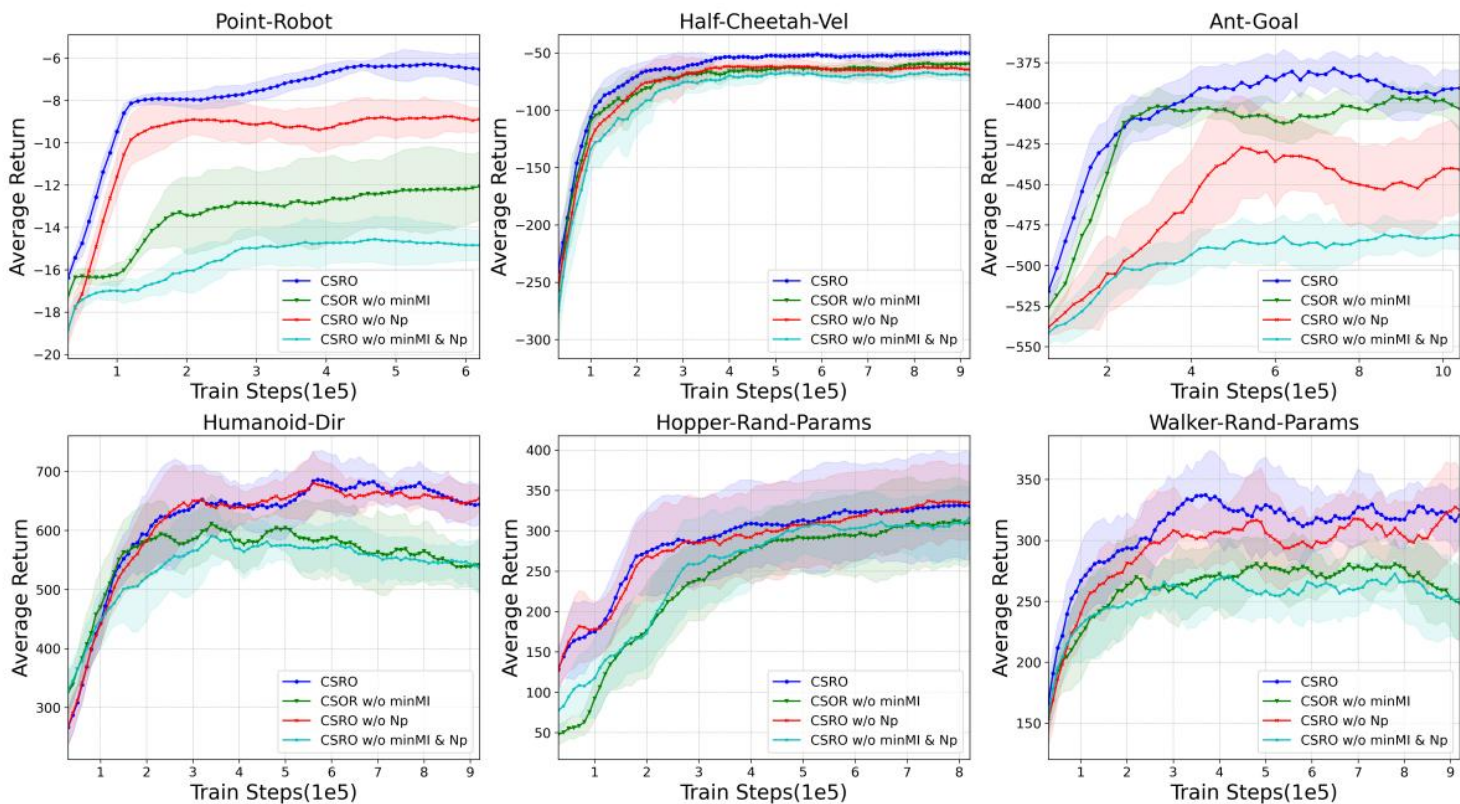 Point-Robot
Average Return
−6
−8
−10
−12
−14
−16
−18
−20
1 2 3 4 5 6
Train Steps(1e5)
CSRO
CSOR w/o minMI
CSRO w/o Np
CSRO w/o minMI & Np
Half-Cheetah-Vel
Average Return
−50
−100
−150
−200
−250
−300
1 2 3 4 5 6 7 8 9
Train Steps(1e5)
CSRO
CSOR w/o minMI
CSRO w/o Np
CSRO w/o minMI & Np
Ant-Goal
Average Return
−375
−400
−425
−450
−475
−500
−525
−550
2 4 6 8 10
Train Steps(1e5)
CSRO
CSOR w/o minMI
CSRO w/o Np
CSRO w/o minMI & Np
Humanoid-Dir
Average Return
700
600
500
400
300
1 2 3 4 5 6 7 8 9
Train Steps(1e5)
CSRO
CSOR w/o minMI
CSRO w/o Np
CSRO w/o minMI & Np
Hopper-Rand-Params
Average Return
400
350
300
250
200
150
100
50
1 2 3 4 5 6 7 8
Train Steps(1e5)
CSRO
CSOR w/o minMI
CSRO w/o Np
CSRO w/o minMI & Np
Walker-Rand-Params
Average Return
350
300
250
200
150
1 2 3 4 5 6 7 8 9
Train Steps(1e5)
CSRO
CSOR w/o minMI
CSRO w/o Np
CSRO w/o minMI & Np